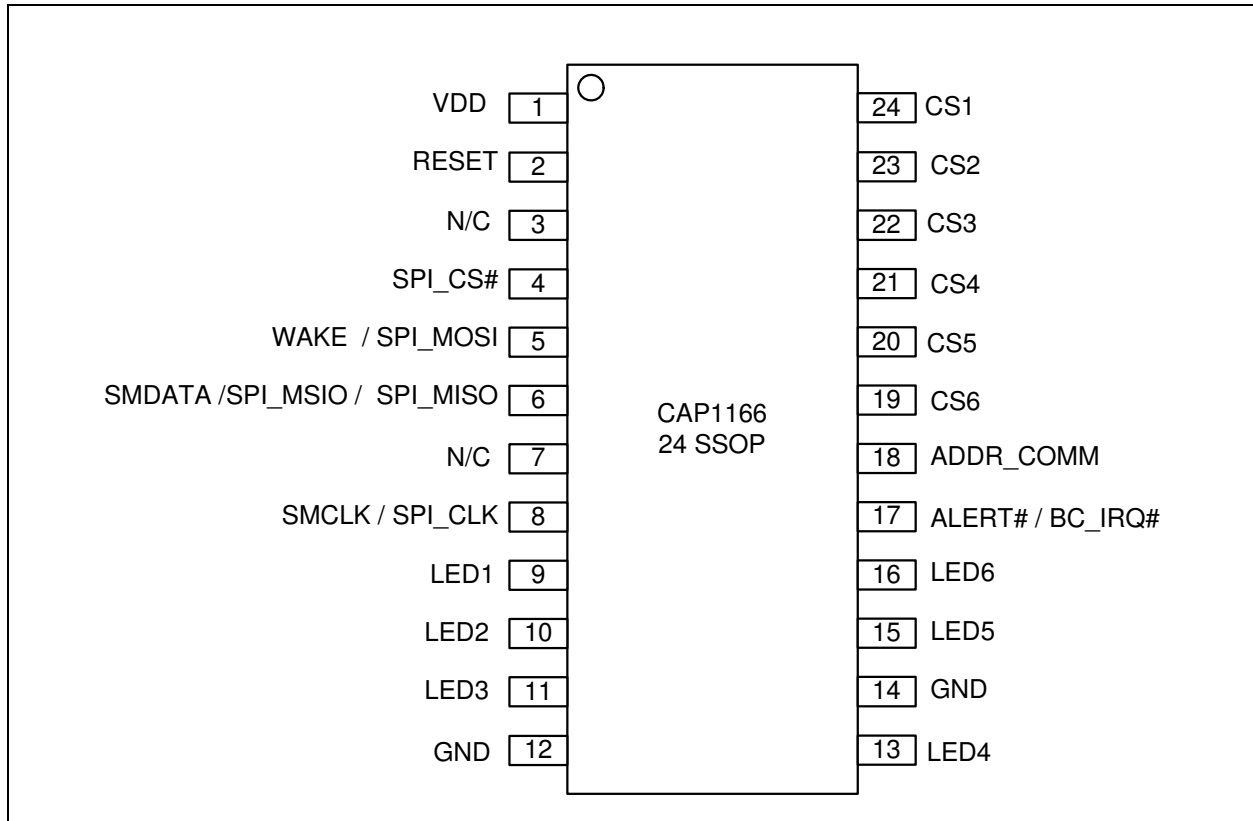 VDD 1
RESET 2
N/C 3
SPI_CS# 4
WAKE / SPI_MOSI 5
SMDATA /SPI_MSIO / SPI_MISO 6
N/C 7
SMCLK / SPI_CLK 8
LED1 9
LED2 10
LED3 11
GND 12
CAP1166
24 SSOP
24 CS1
23 CS2
22 CS3
21 CS4
20 CS5
19 CS6
18 ADDR_COMM
17 ALERT# / BC_IRQ#
16 LED6
15 LED5
14 GND
13 LED4